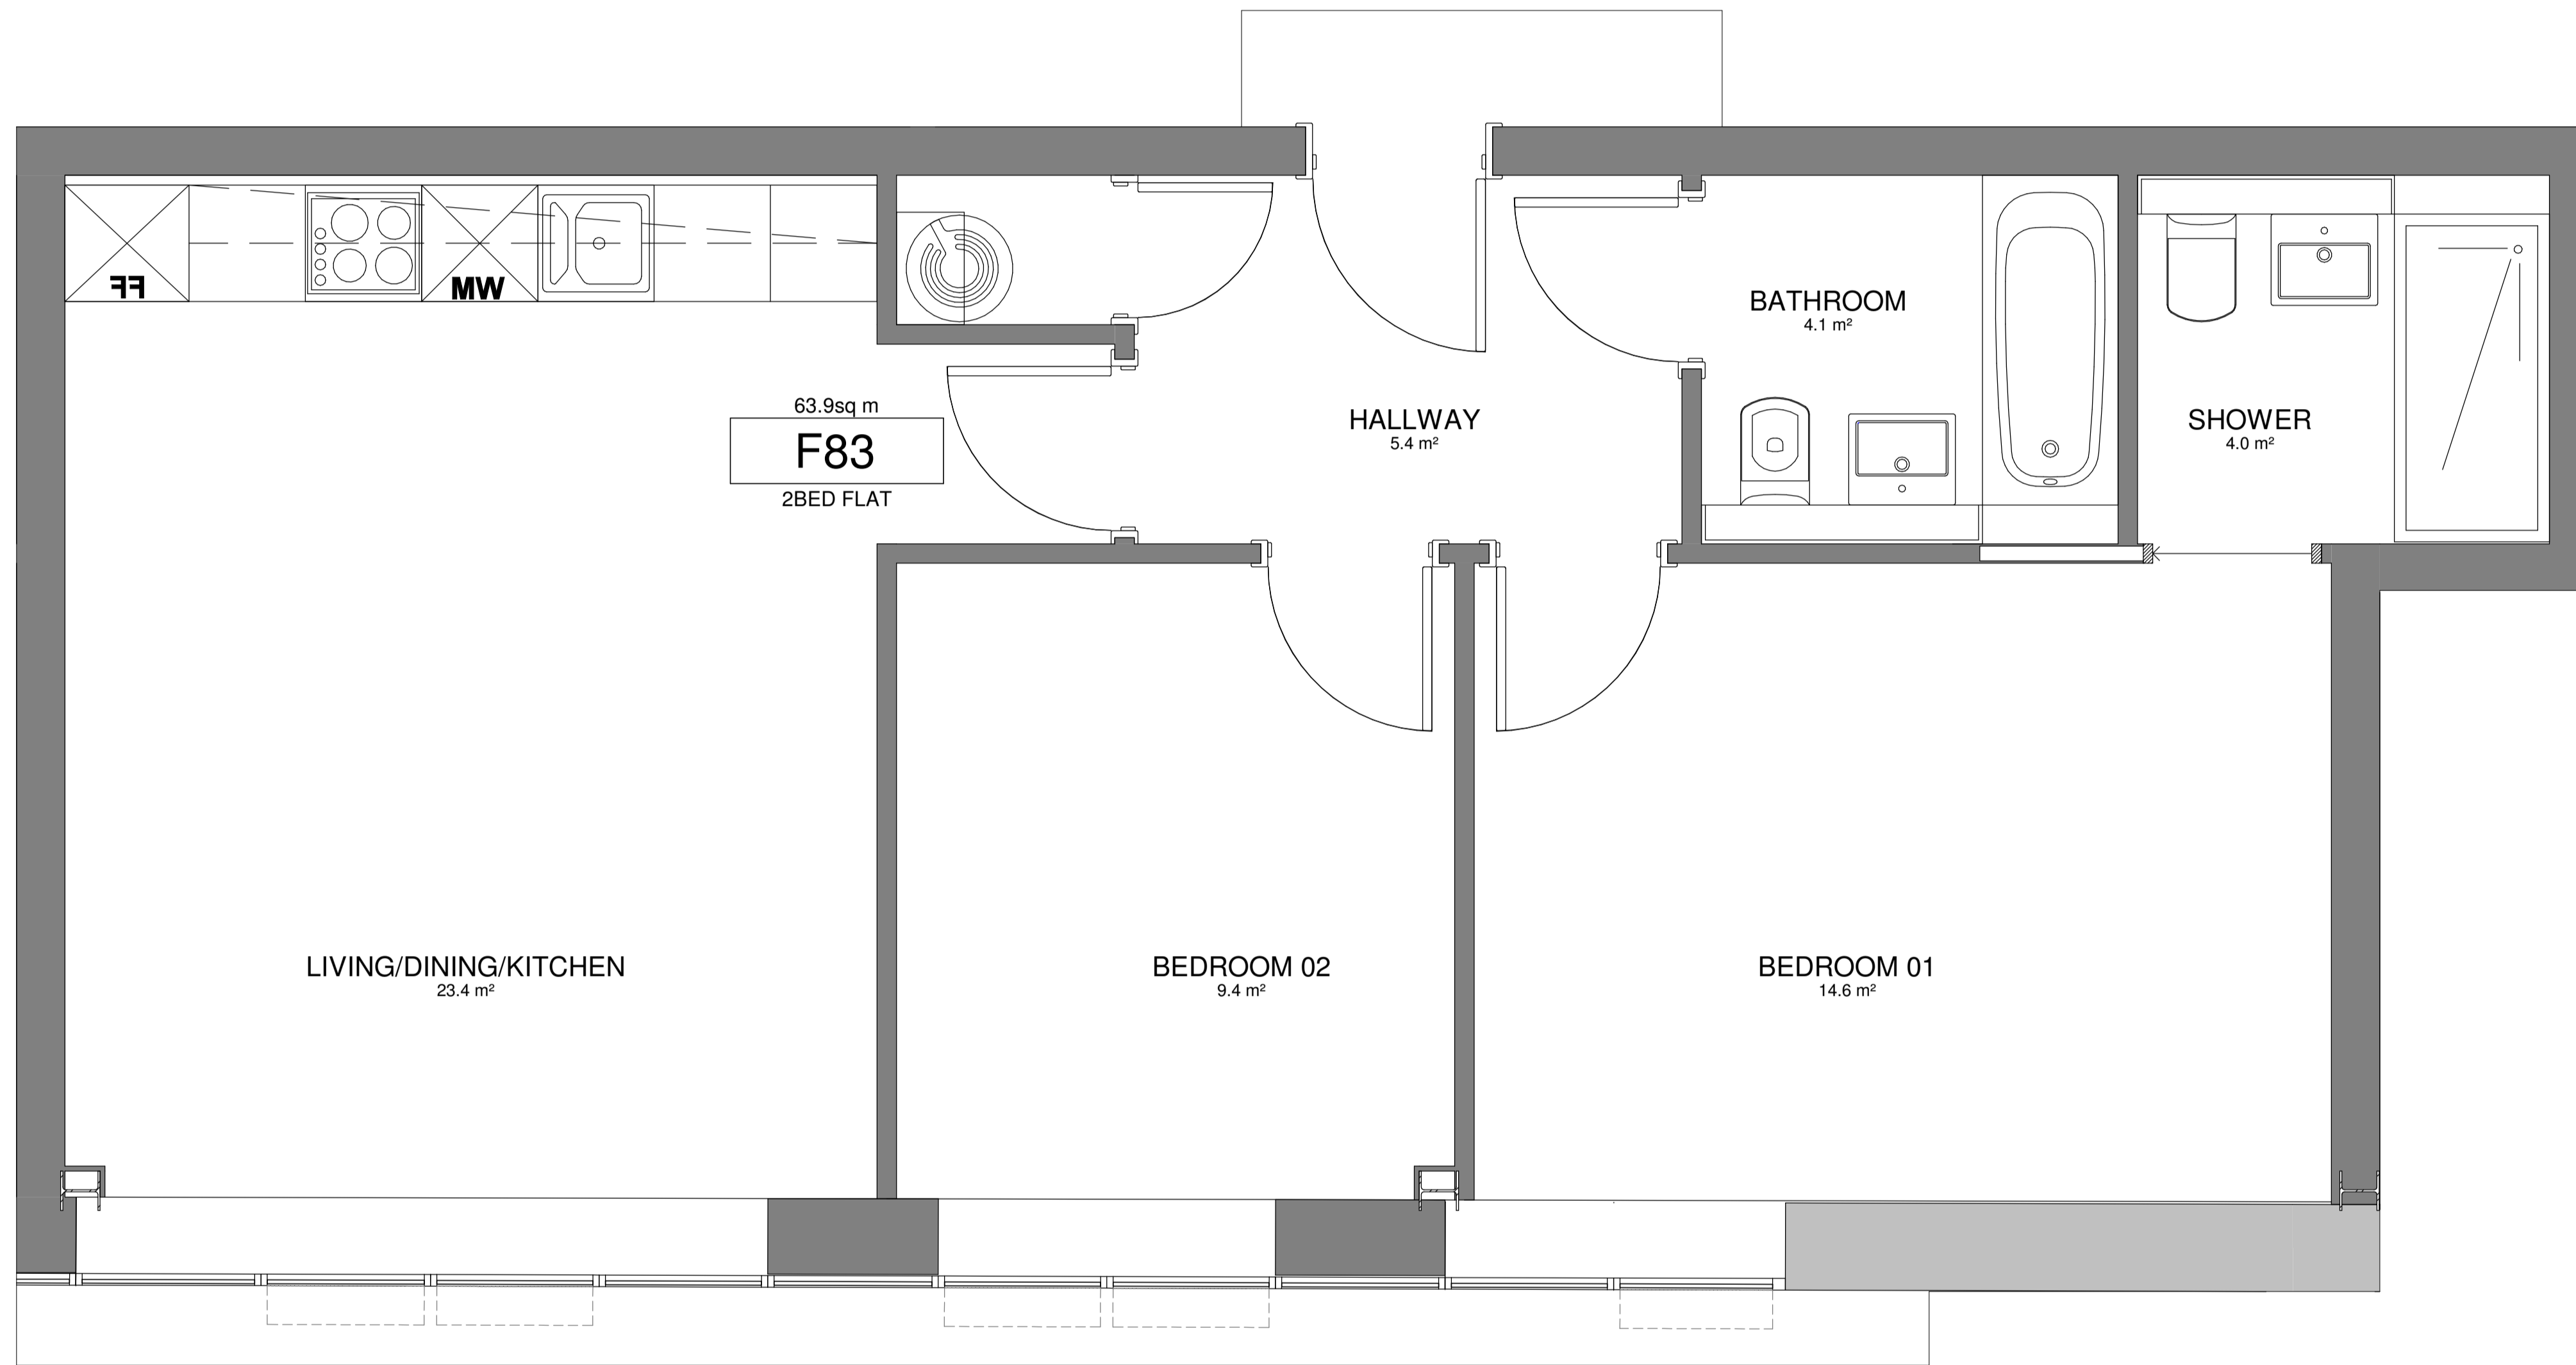 FF
MW
BATHROOM
4.1 m²
63.9sq m
F83
2BED FLAT
HALLWAY
5.4 m²
SHOWER
4.0 m²
LIVING/DINING/KITCHEN
23.4 m²
BEDROOM 02
9.4 m²
BEDROOM 01
14.6 m²